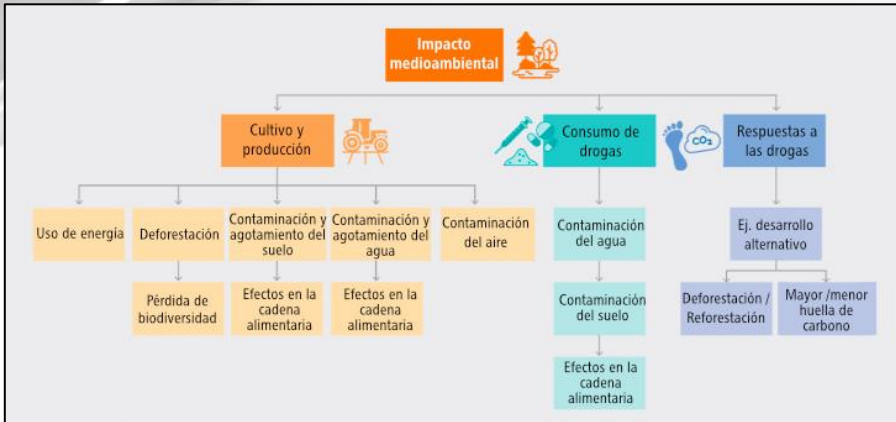 Impacto
medioambiental
Cultivo y
producción
Consumo de
drogas
CO₂
Respuestas a
las drogas
Uso de energía
Deforestación
Contaminación y
agotamiento del
suelo
Contaminación y
agotamiento del
agua
Contaminación
del aire
Pérdida de
biodiversidad
Efectos en la
cadena
alimentaria
Efectos en la
cadena
alimentaria
Contaminación
del agua
Contaminación
del suelo
Efectos en la
cadena
alimentaria
Ej. desarrollo
alternativo
Deforestación /
Reforestación
Mayor /menor
huella de
carbono